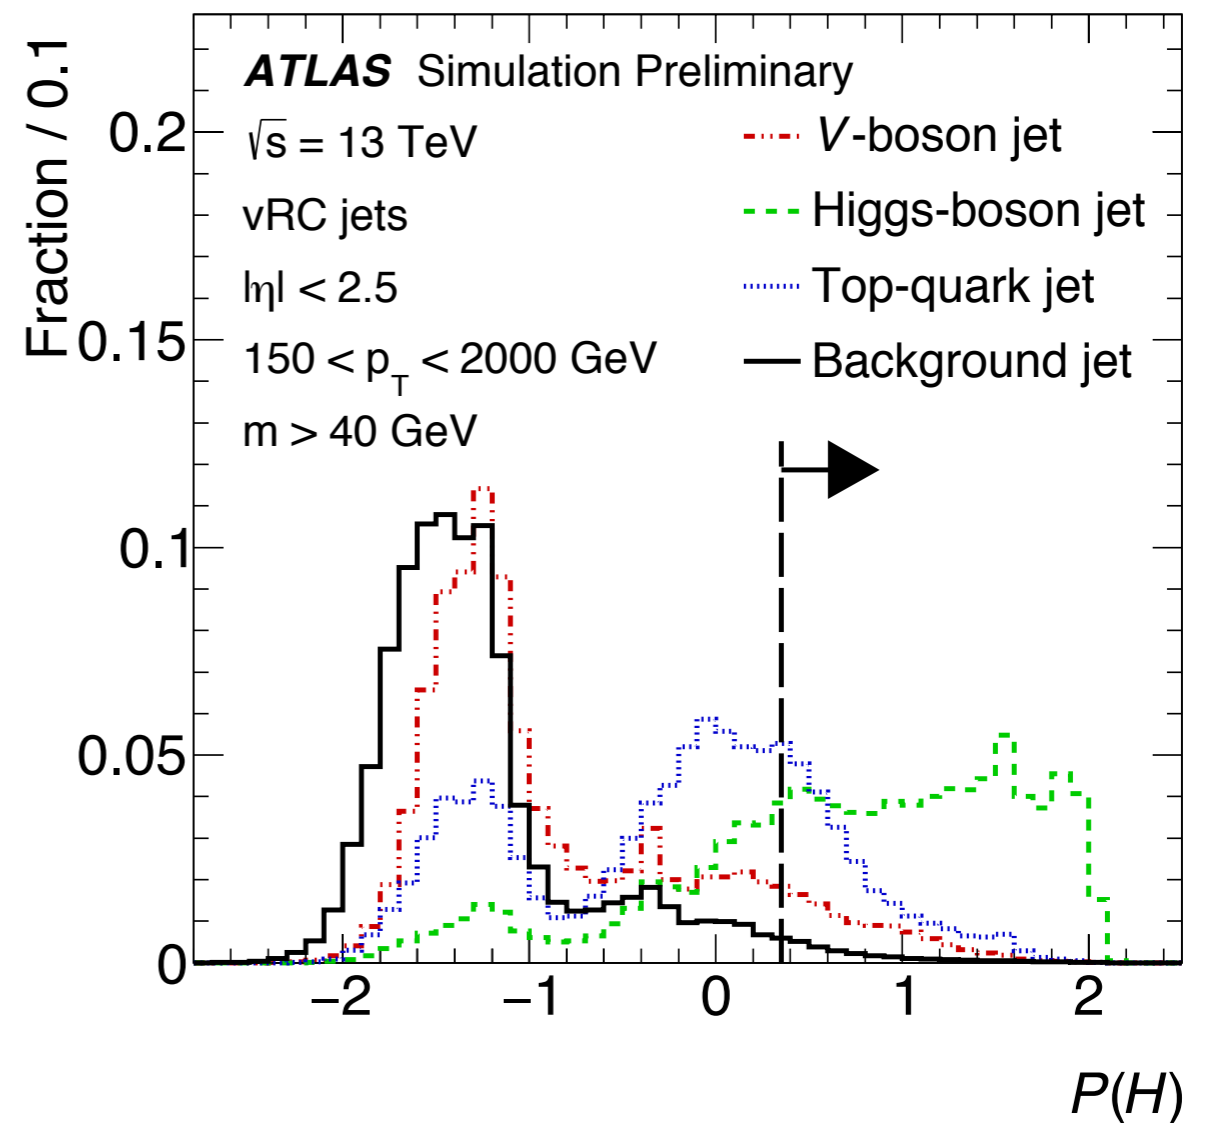 Fraction / 0.1
ATLAS Simulation Preliminary
√s = 13 TeV
vRC jets
|η| < 2.5
150 < pT < 2000 GeV
m > 40 GeV
V-boson jet
Higgs-boson jet
Top-quark jet
Background jet
0.2
0.15
0.1
0.05
0
−2 −1 0 1 2
P(H)